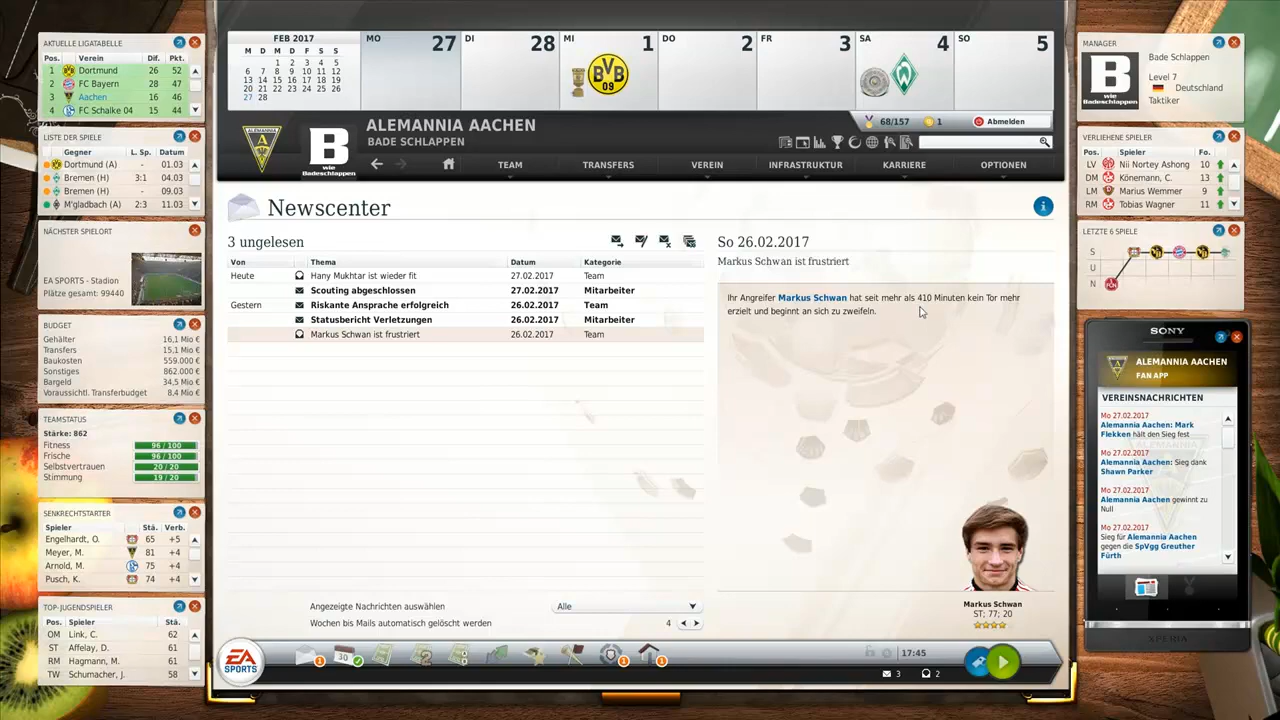 AKTUELLE LIGATABELLE
Pos. Verein Dif. Pkt.
1 Dortmund 26 52
2 FC Bayern 28 47
3 Aachen 16 46
4 FC Schalke 04 15 44
LISTE DER SPIELE
Gegner L. Sp. Datum
Dortmund (A) - 01.03
Bremen (H) 3:1 04.03
Bremen (H) - 09.03
M'gladbach (A) 2:3 11.03
NÄCHSTER SPIELORT
EA SPORTS - Stadion
Plätze gesamt: 99440
BUDGET
Gehälter 16,1 Mio €
Transfers 15,1 Mio €
Baukosten 559.000 €
Sonstiges 862.000 €
Bargeld 34,5 Mio €
Voraussichtl. Transferbudget 8,4 Mio €
TEAMSTATUS
Stärke: 862
Fitness 96 / 100
Frische 96 / 100
Selbstvertrauen 20 / 20
Stimmung 19 / 20
SENKRECHTSTARTER
Spieler Stä. Verb.
Engelhardt, O. 65 +5
Meyer, M. 81 +4
Arnold, M. 75 +4
Pusch, K. 74 +4
TOP-JUGENDSPIELER
Pos. Spieler Stä.
OM Link, C. 62
ST Affelay, D. 61
RM Hagmann, M. 61
TW Schumacher, J. 58
FEB 2017
M D M D F S S
1 2 3 4 5
6 7 8 9 10 11 12
13 14 15 16 17 18 19
20 21 22 23 24 25 26
27 28
MO 27 DI 28 MI 1 DO 2 FR 3 SA 4 SO 5
BVB
09
ALEMANNIA
B
wie
Badeschlappen
ALEMANNIA AACHEN
BADE SCHLAPPEN
68/157 1 Abmelden
TEAM TRANSFERS VEREIN INFRASTRUKTUR KARRIERE OPTIONEN
Newscenter
3 ungelesen
Von Thema Datum Kategorie
Heute Hany Mukhtar ist wieder fit 27.02.2017 Team
Scouting abgeschlossen 27.02.2017 Mitarbeiter
Gestern Riskante Ansprache erfolgreich 26.02.2017 Team
Statusbericht Verletzungen 26.02.2017 Mitarbeiter
Markus Schwan ist frustriert 26.02.2017 Team
So 26.02.2017
Markus Schwan ist frustriert
Ihr Angreifer Markus Schwan hat seit mehr als 410 Minuten kein Tor mehr
erzielt und beginnt an sich zu zweifeln.
Markus Schwan
ST; 77; 20
Angezeigte Nachrichten auswählen Alle
Wochen bis Mails automatisch gelöscht werden 4
EA
SPORTS
1 30 1 1
17:45
3 2
MANAGER
B
wie
Badeschlappen
Bade Schlappen
Level 7
Deutschland
Taktiker
VERLIEHENE SPIELER
Pos. Spieler Fo.
LV Nii Nortey Ashong 10
DM Könemann, C. 13
LM Marius Wemmer 9
RM Tobias Wagner 11
LETZTE 6 SPIELE
S
U
N
SONY
ALEMANNIA AACHEN
FAN APP
VEREINSNACHRICHTEN
Mo 27.02.2017
Alemannia Aachen: Mark
Flekken hält den Sieg fest
Mo 27.02.2017
Alemannia Aachen: Sieg dank
Shawn Parker
Mo 27.02.2017
Alemannia Aachen gewinnt zu
Null
Mo 27.02.2017
Sieg für Alemannia Aachen
gegen die SpVgg Greuther
Fürth
XPERIA